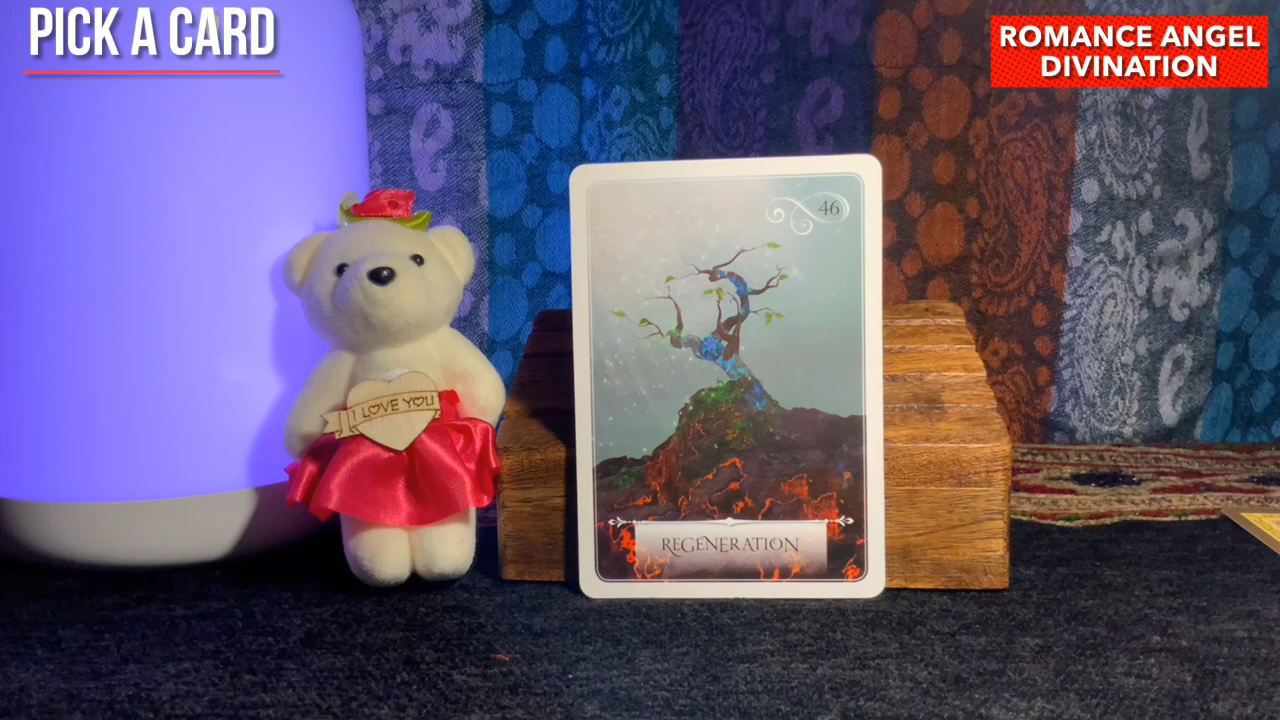 PICK A CARD
ROMANCE ANGEL
DIVINATION
46
I LOVE YOU
REGENERATION